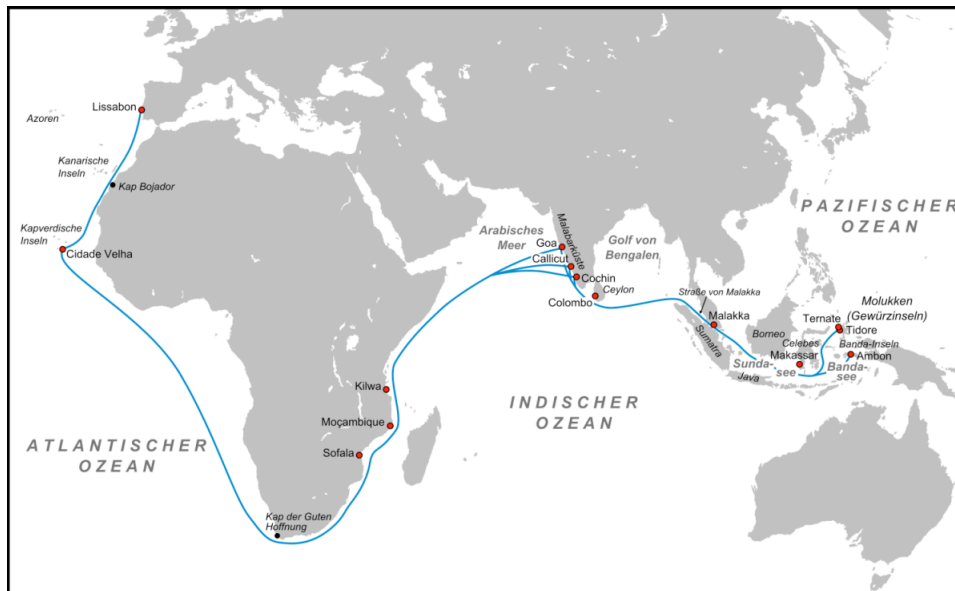 Lissabon
Azoren
Kanarische
Inseln
Kap Bojador
Kapverdische
Inseln
Cidade Velha
PAZIFISCHER
OZEAN
Arabisches
Meer
Malabarküste
Golf von
Bengalen
Goa
Callicut
Cochin
Ceylon
Colombo
Straße von Malakka
Malakka
Molukken
(Gewürzinseln)
Ternate
Tidore
Borneo
Sumatra
Celebes
Banda-Inseln
Makassar
Ambon
Sunda-
see
Banda-
see
Java
Kilwa
Moçambique
Sofala
INDISCHER
OZEAN
ATLANTISCHER
OZEAN
Kap der Guten
Hoffnung